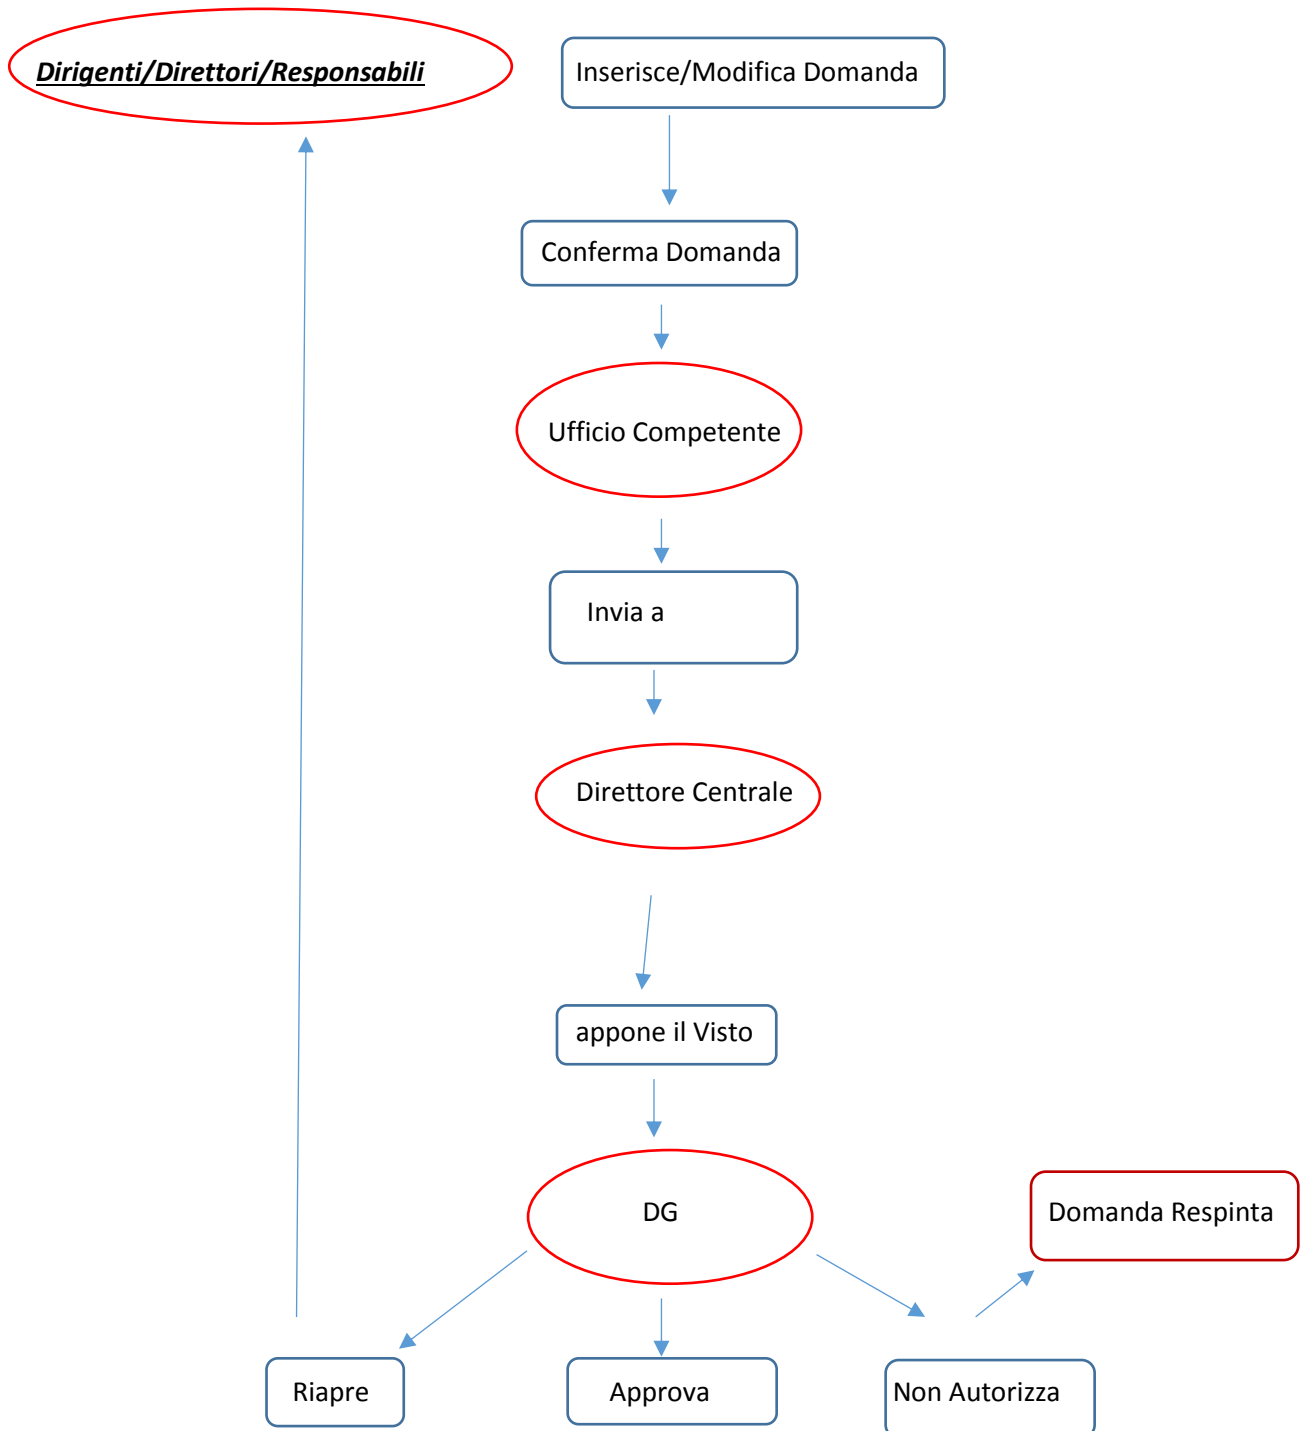 Dirigenti/Direttori/Responsabili
Inserisce/Modifica Domanda
Conferma Domanda
Ufficio Competente
Invia a
Direttore Centrale
appone il Visto
DG
Domanda Respinta
Riapre
Approva
Non Autorizza